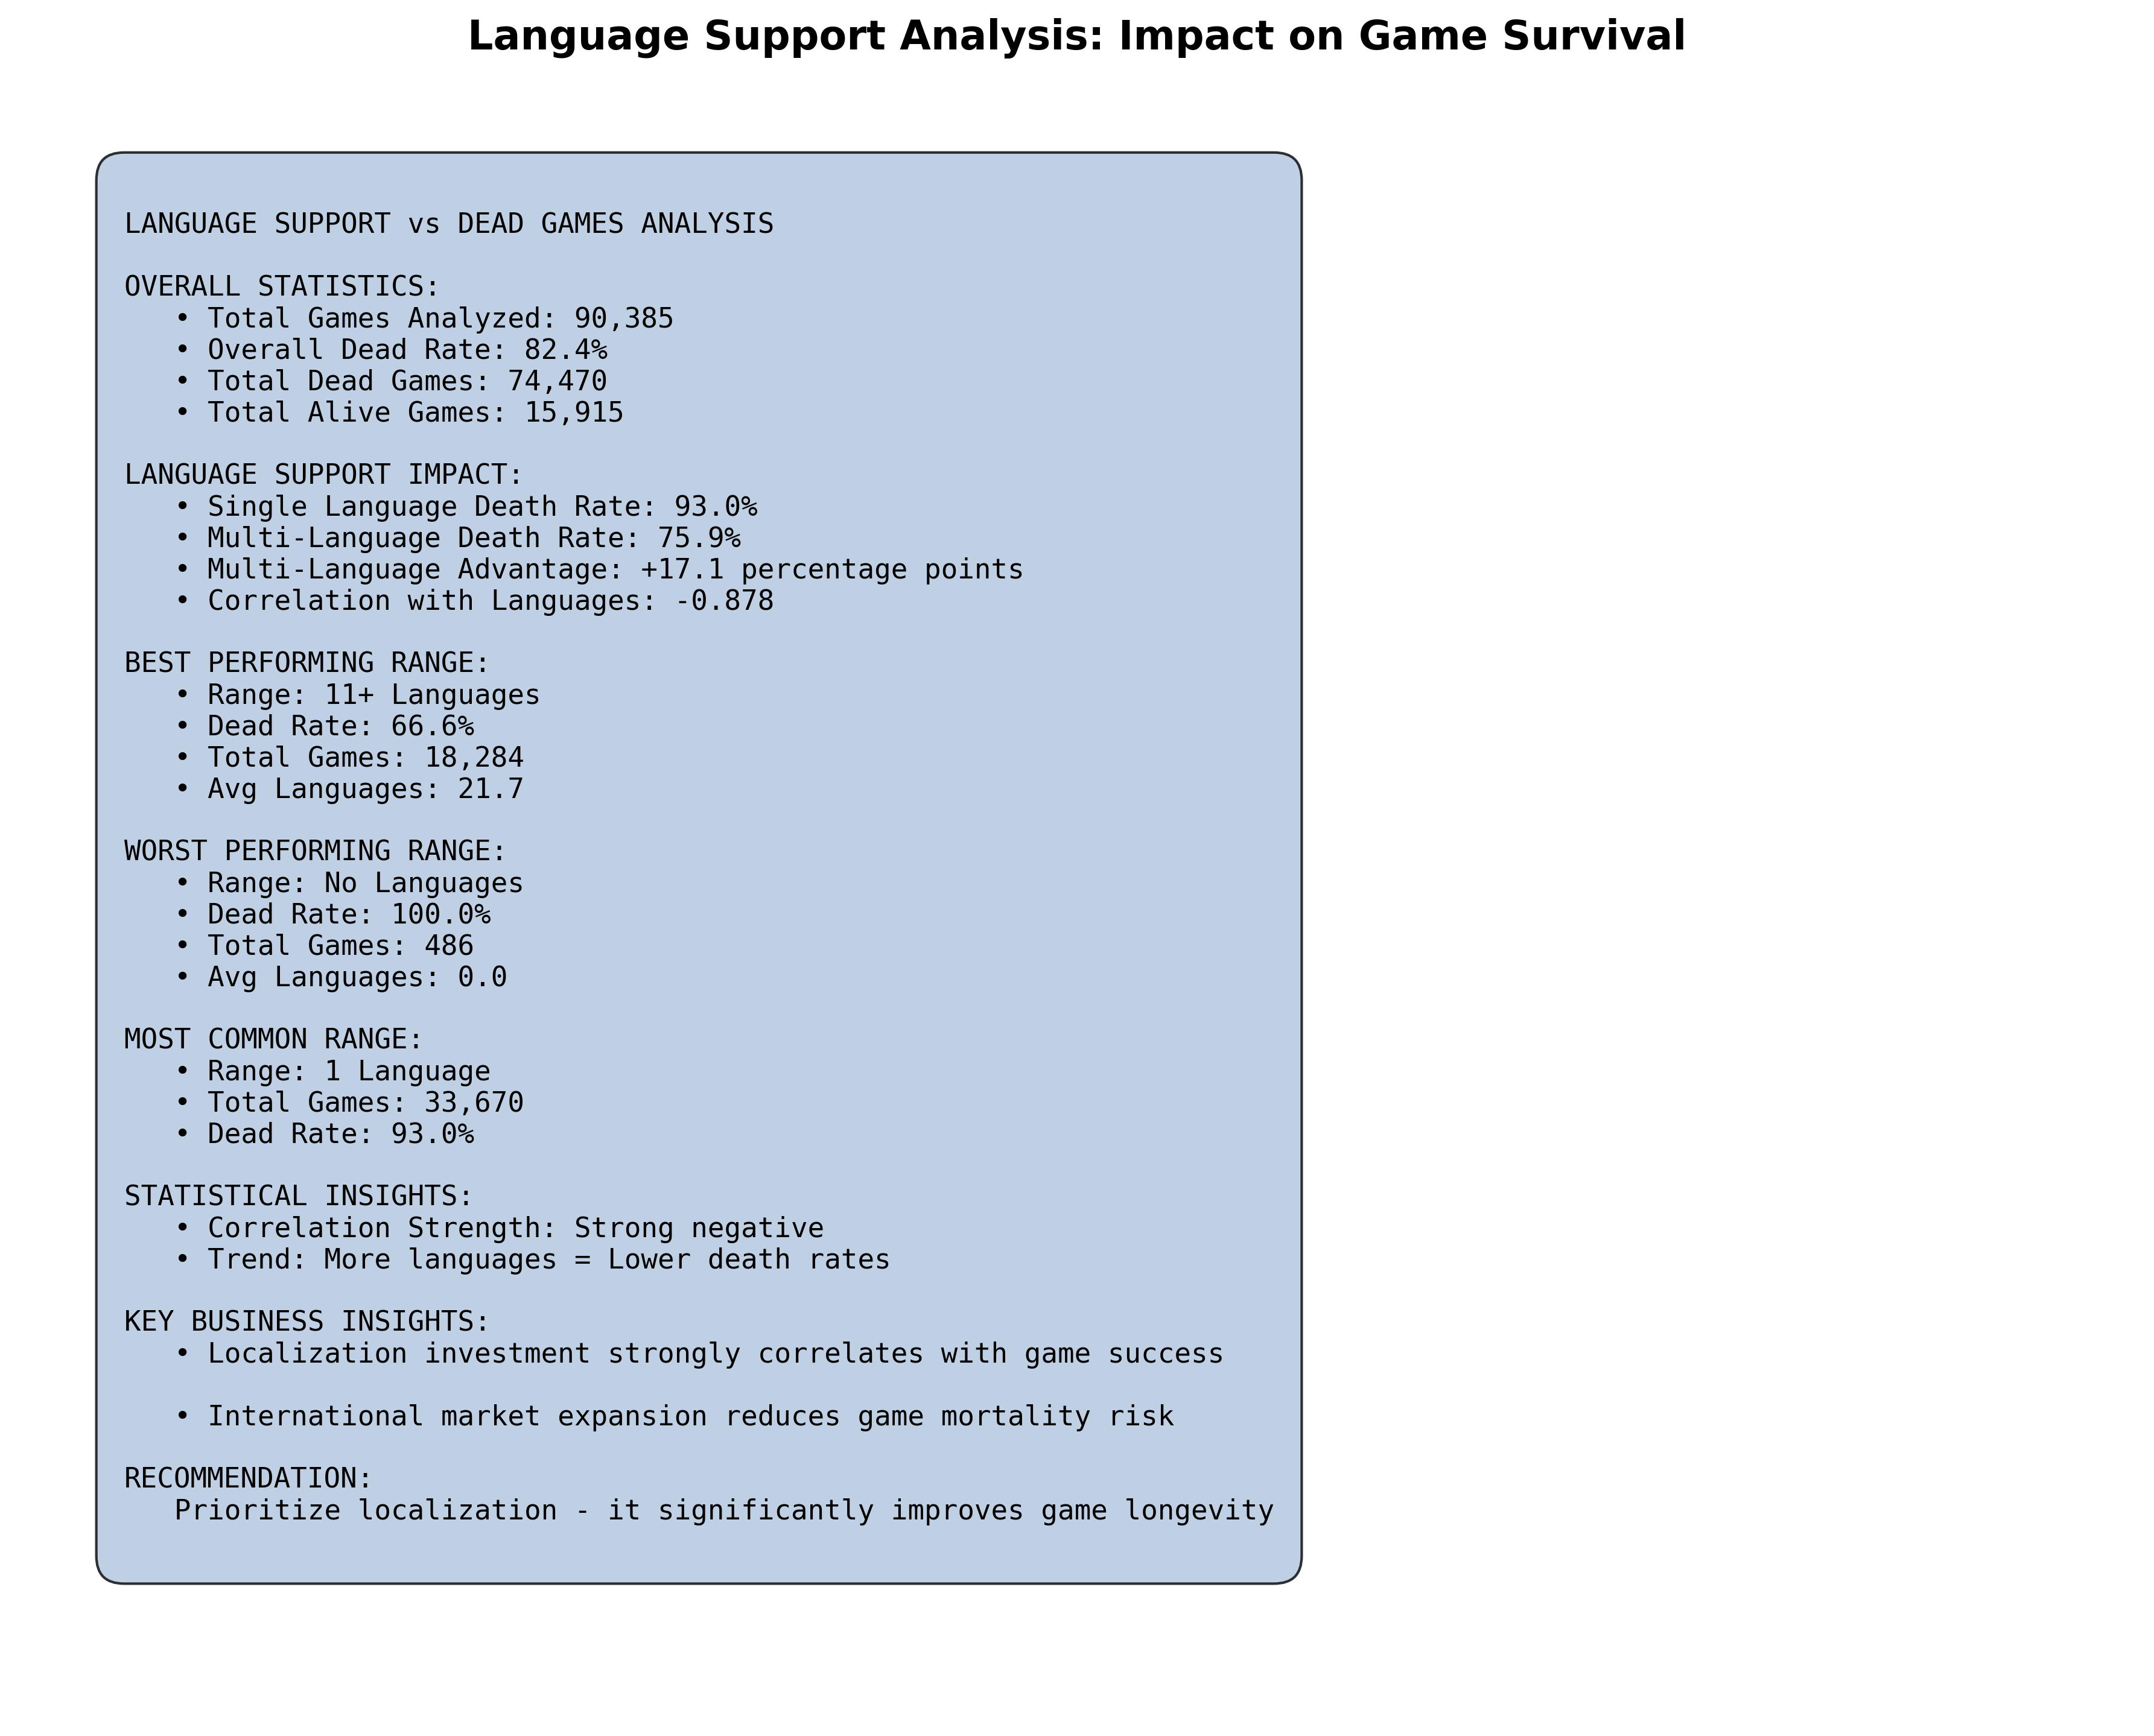 Language Support Analysis: Impact on Game Survival
LANGUAGE SUPPORT vs DEAD GAMES ANALYSIS
OVERALL STATISTICS:
• Total Games Analyzed: 90,385
• Overall Dead Rate: 82.4%
• Total Dead Games: 74,470
• Total Alive Games: 15,915
LANGUAGE SUPPORT IMPACT:
• Single Language Death Rate: 93.0%
• Multi-Language Death Rate: 75.9%
• Multi-Language Advantage: +17.1 percentage points
• Correlation with Languages: -0.878
BEST PERFORMING RANGE:
• Range: 11+ Languages
• Dead Rate: 66.6%
• Total Games: 18,284
• Avg Languages: 21.7
WORST PERFORMING RANGE:
• Range: No Languages
• Dead Rate: 100.0%
• Total Games: 486
• Avg Languages: 0.0
MOST COMMON RANGE:
• Range: 1 Language
• Total Games: 33,670
• Dead Rate: 93.0%
STATISTICAL INSIGHTS:
• Correlation Strength: Strong negative
• Trend: More languages = Lower death rates
KEY BUSINESS INSIGHTS:
• Localization investment strongly correlates with game success
• International market expansion reduces game mortality risk
RECOMMENDATION:
Prioritize localization - it significantly improves game longevity